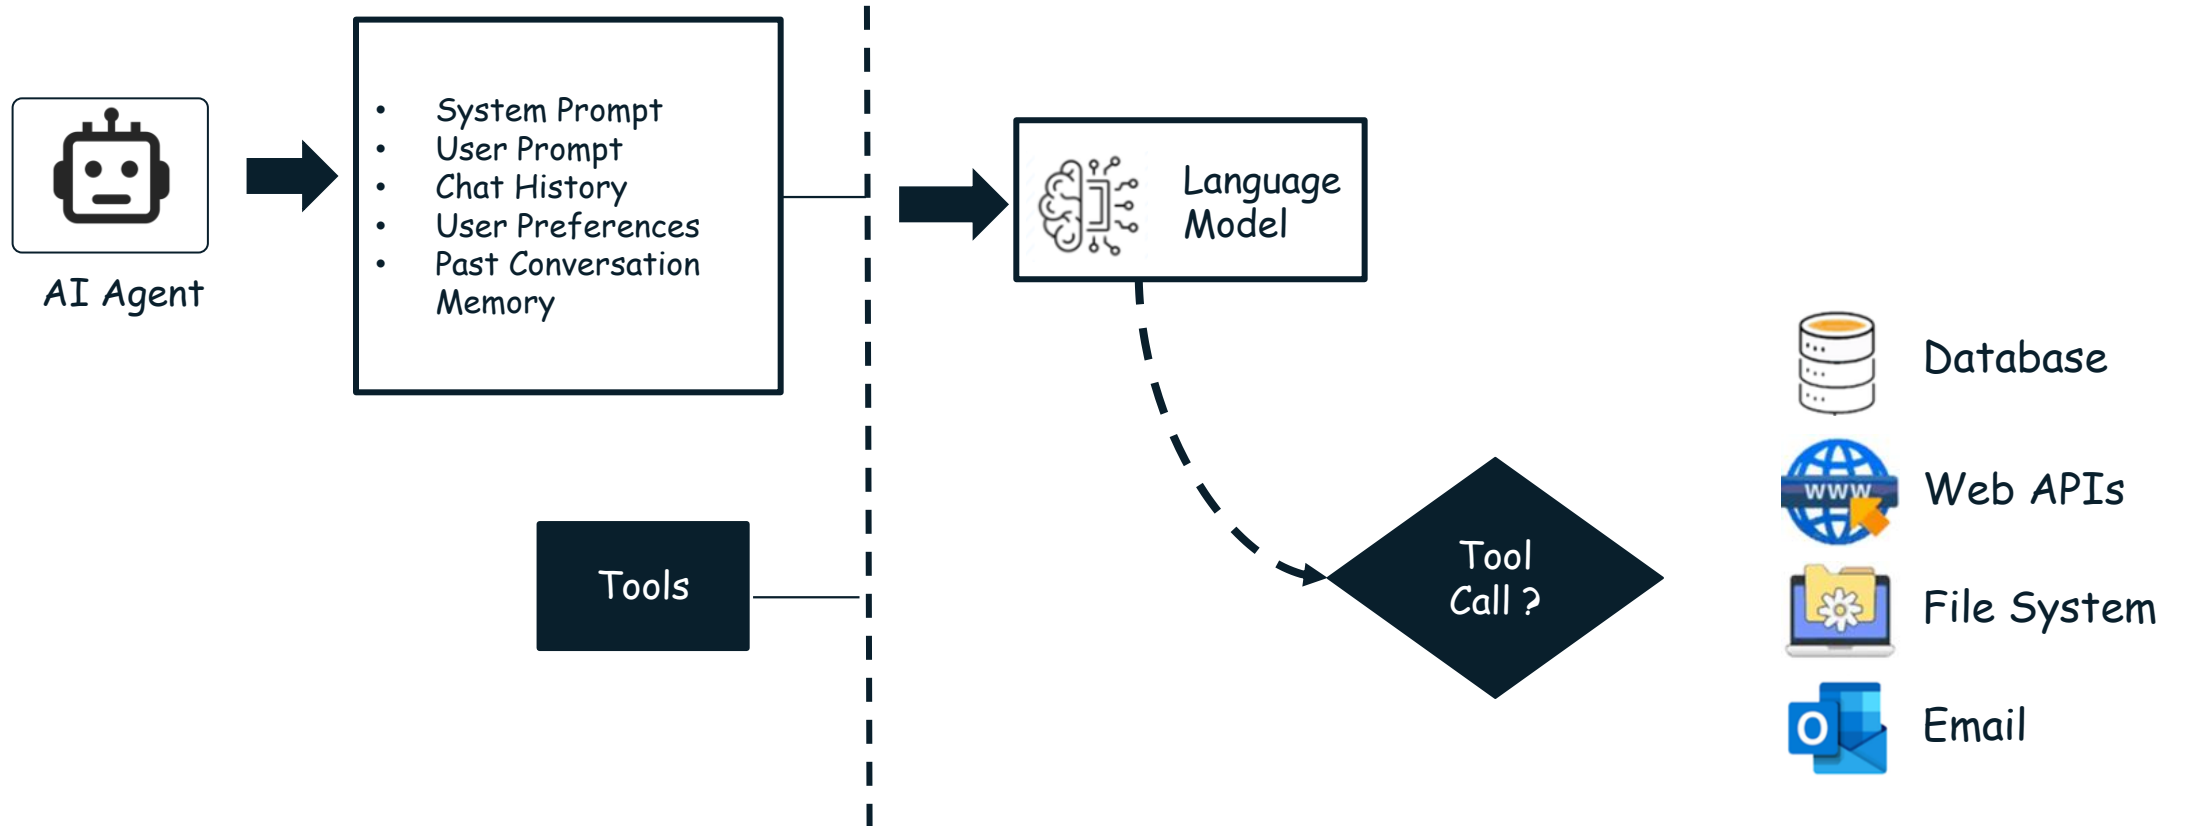 System Prompt
User Prompt
Chat History
User Preferences
Past Conversation
Memory
AI Agent
Language
Model
Tools
Tool
Call ?
Database
www
Web APIs
File System
O
Email